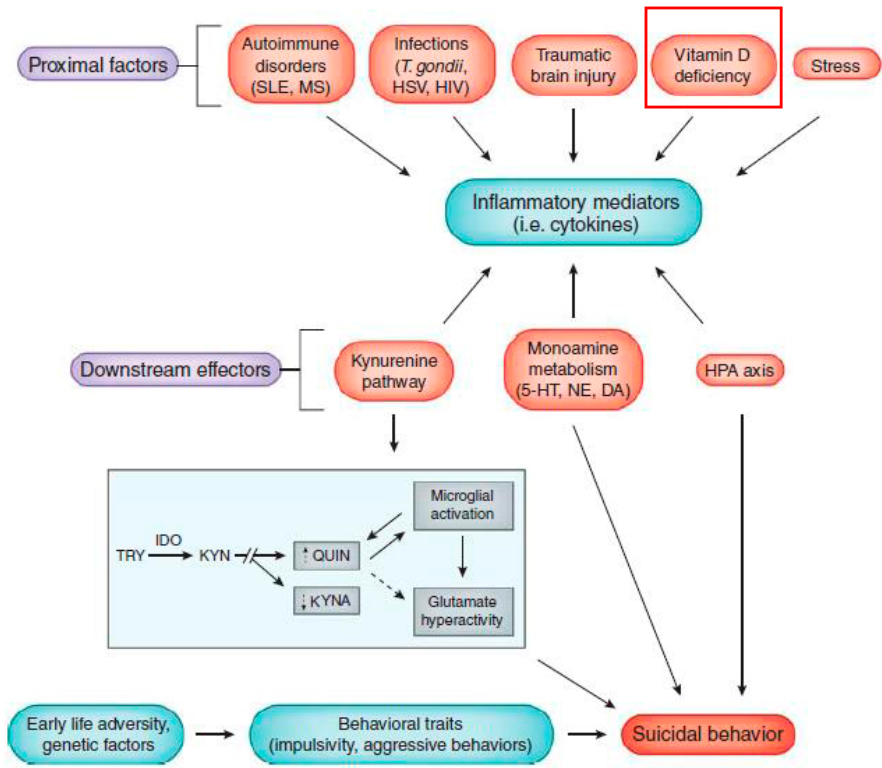 Proximal factors
Autoimmune
disorders
(SLE, MS)
Infections
(T. gondii,
HSV, HIV)
Traumatic
brain injury
Vitamin D
deficiency
Stress
Inflammatory mediators
(i.e. cytokines)
Downstream effectors
Kynurenine
pathway
Monoamine
metabolism
(5-HT, NE, DA)
HPA axis
TRY
IDO
KYN
QUIN
KYNA
Microglial
activation
Glutamate
hyperactivity
Early life adversity,
genetic factors
Behavioral traits
(impulsivity, aggressive behaviors)
Suicidal behavior